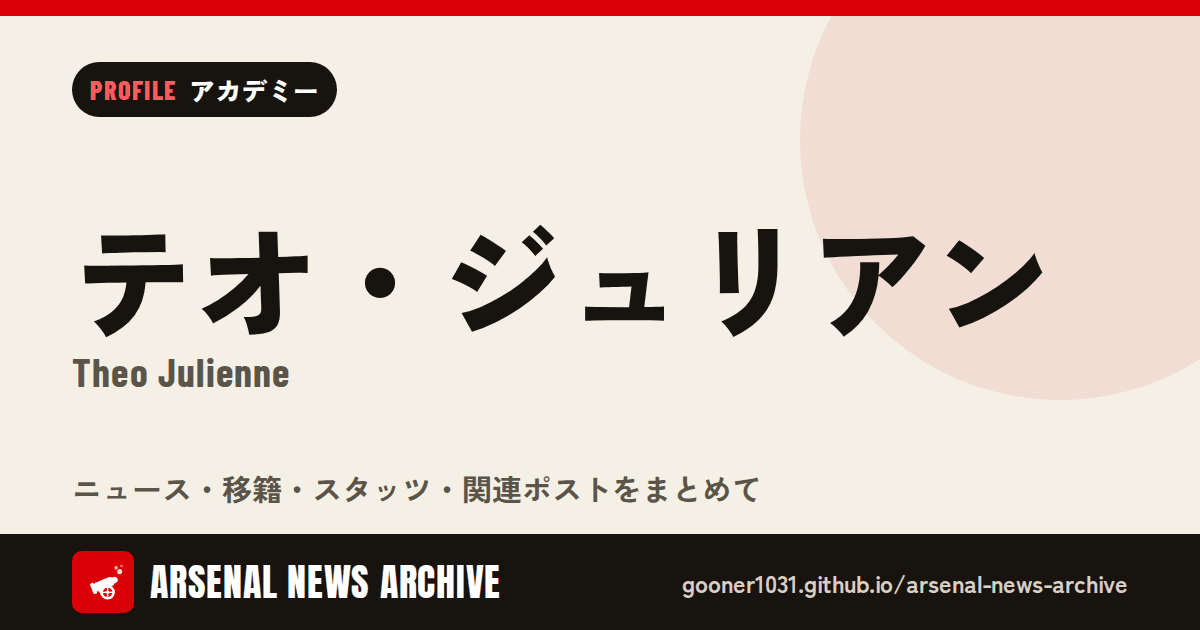 PROFILE アカデミー
テオ・ジュリアン
Theo Julienne
ニュース・移籍・スタッツ・関連ポストをまとめて
ARSENAL NEWS ARCHIVE
gooner1031.github.io/arsenal-news-archive